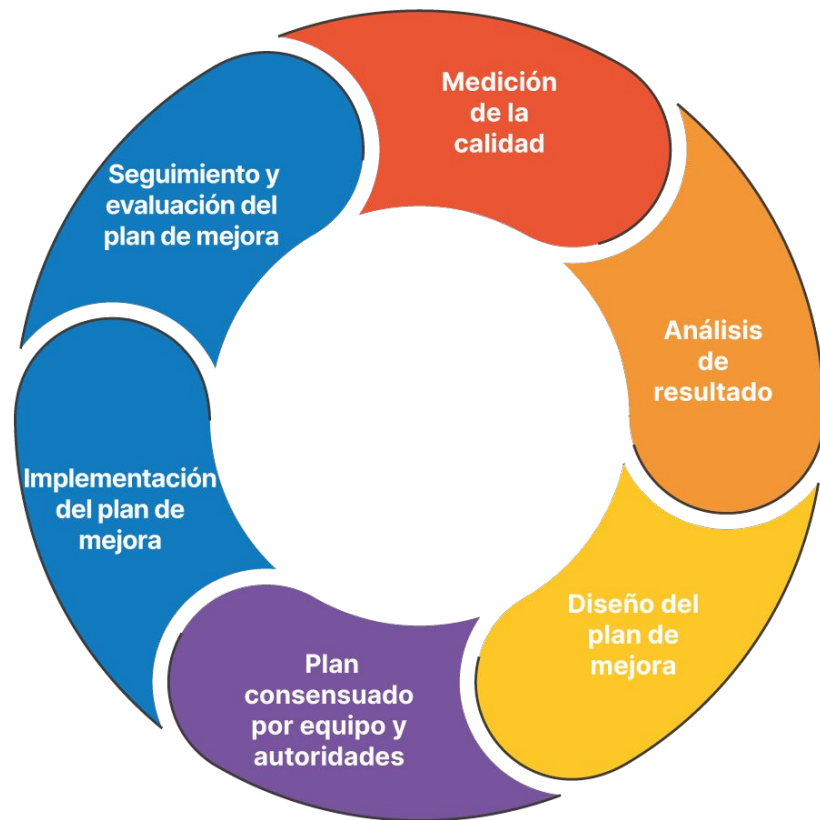 Medición
de la
calidad
Análisis
de
resultado
Diseño del
plan de
mejora
Plan
consensuado
por equipo y
autoridades
Implementación
del plan de
mejora
Seguimiento y
evaluación del
plan de mejora